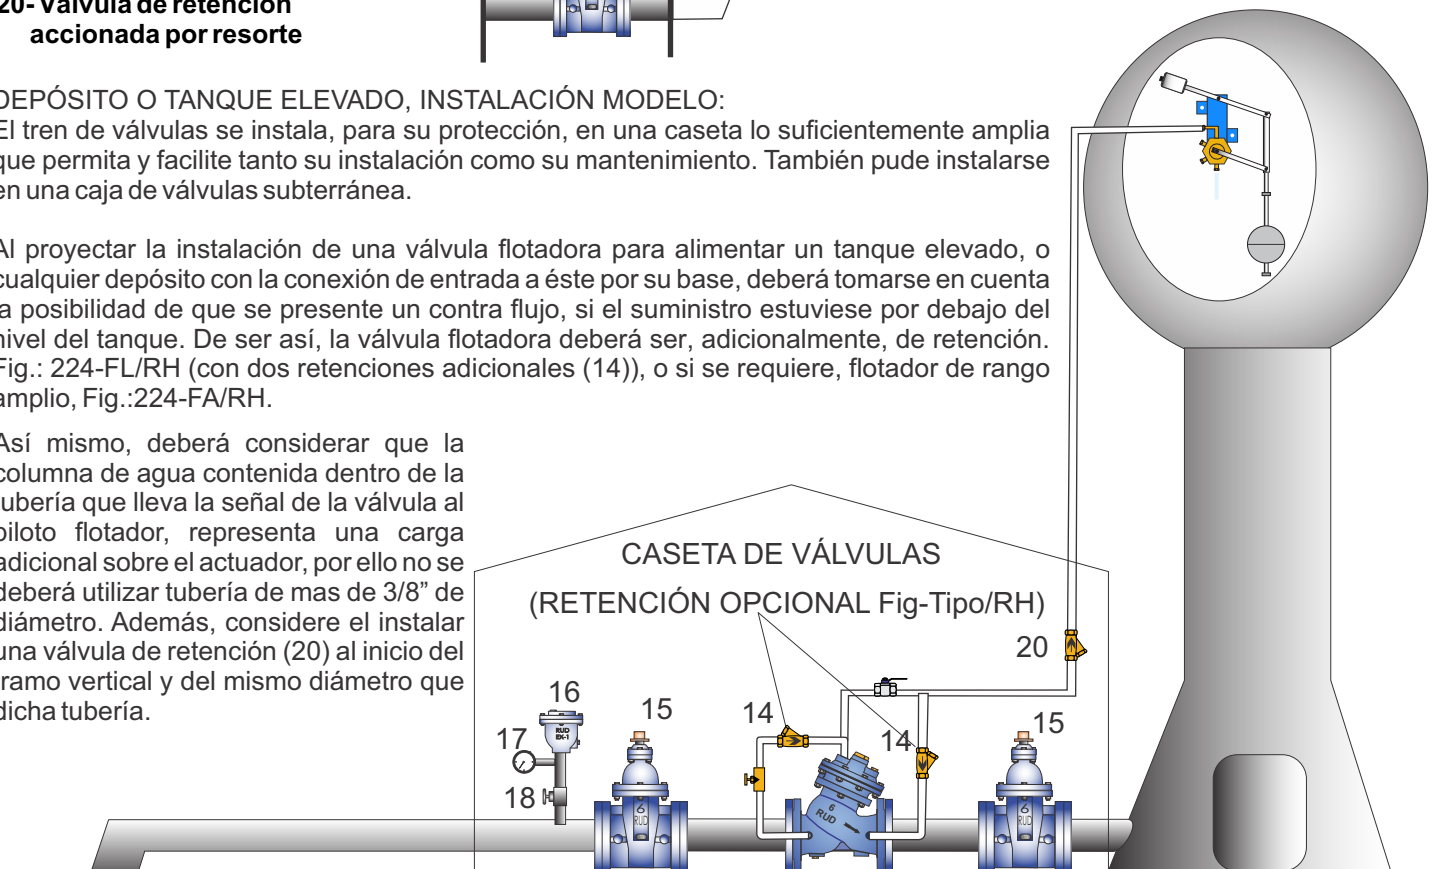 20- Válvula de retención
accionada por resorte
DEPÓSITO O TANQUE ELEVADO, INSTALACIÓN MODELO:
El tren de válvulas se instala, para su protección, en una caseta lo suficientemente amplia
que permita y facilite tanto su instalación como su mantenimiento. También pude instalarse
en una caja de válvulas subterránea.
Al proyectar la instalación de una válvula flotadora para alimentar un tanque elevado, o
cualquier depósito con la conexión de entrada a éste por su base, deberá tomarse en cuenta
la posibilidad de que se presente un contra flujo, si el suministro estuviese por debajo del
nivel del tanque. De ser así, la válvula flotadora deberá ser, adicionalmente, de retención.
Fig.: 224-FL/RH (con dos retenciones adicionales (14)), o si se requiere, flotador de rango
amplio, Fig.:224-FA/RH.
Así mismo, deberá considerar que la
columna de agua contenida dentro de la
tubería que lleva la señal de la válvula al
piloto flotador, representa una carga
adicional sobre el actuador, por ello no se
deberá utilizar tubería de mas de 3/8” de
diámetro. Además, considere el instalar
una válvula de retención (20) al inicio del
tramo vertical y del mismo diámetro que
dicha tubería.
CASETA DE VÁLVULAS
(RETENCIÓN OPCIONAL Fig-Tipo/RH)
20
16
15
14
14
15
17
18
RUD
EX-1
6
RUD
6
RUD
6
RUD